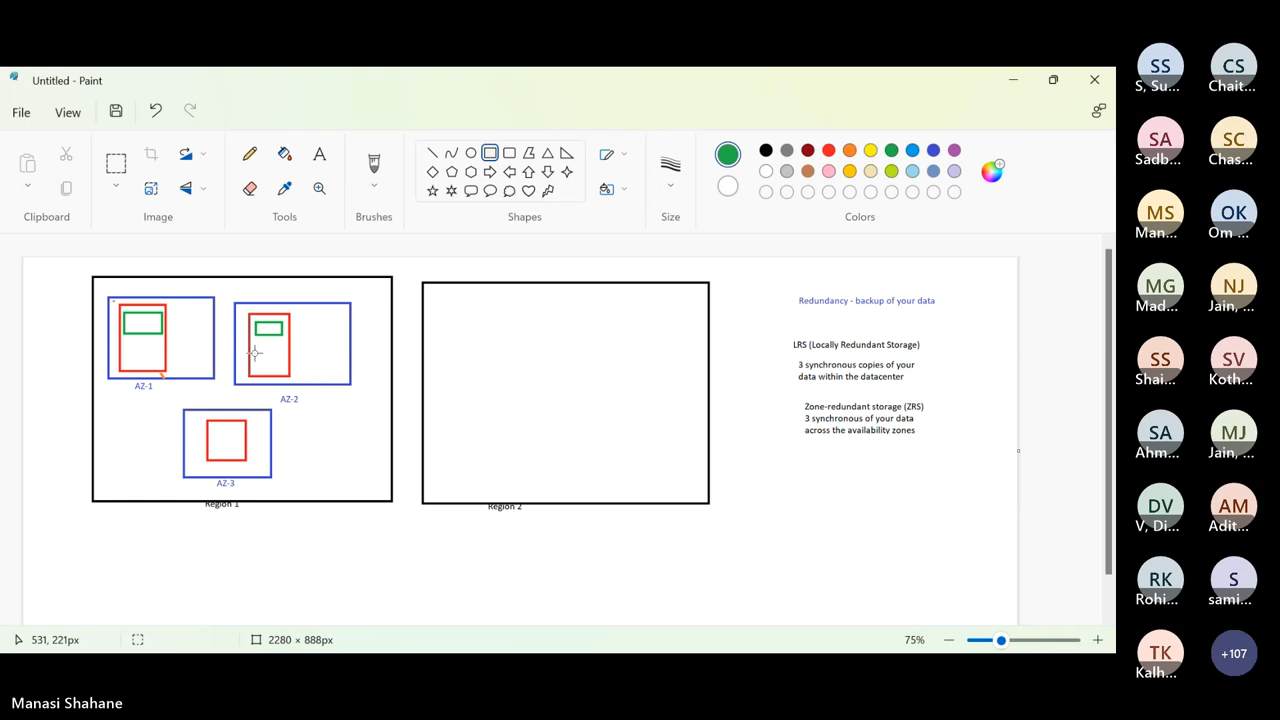 Untitled - Paint
File
View
Clipboard
Image
Tools
Brushes
Shapes
Size
Colors
AZ-1
AZ-2
AZ-3
Region 1
Region 2
Redundancy - backup of your data
LRS (Locally Redundant Storage)
3 synchronous copies of your
data within the datacenter
Zone-redundant storage (ZRS)
3 synchronous of your data
across the availability zones
531, 221px
2280 × 888px
75%
Manasi Shahane
SS
S, Su...
CS
Chait...
SA
Sadb...
SC
Chas...
MS
Man...
OK
Om ...
MG
Mad...
NJ
Jain, ...
SS
Shai...
SV
Koth...
SA
Ahm...
MJ
Jain, ...
DV
V, Di...
AM
Adit...
RK
Rohi...
S
sami...
TK
Kalh...
+107